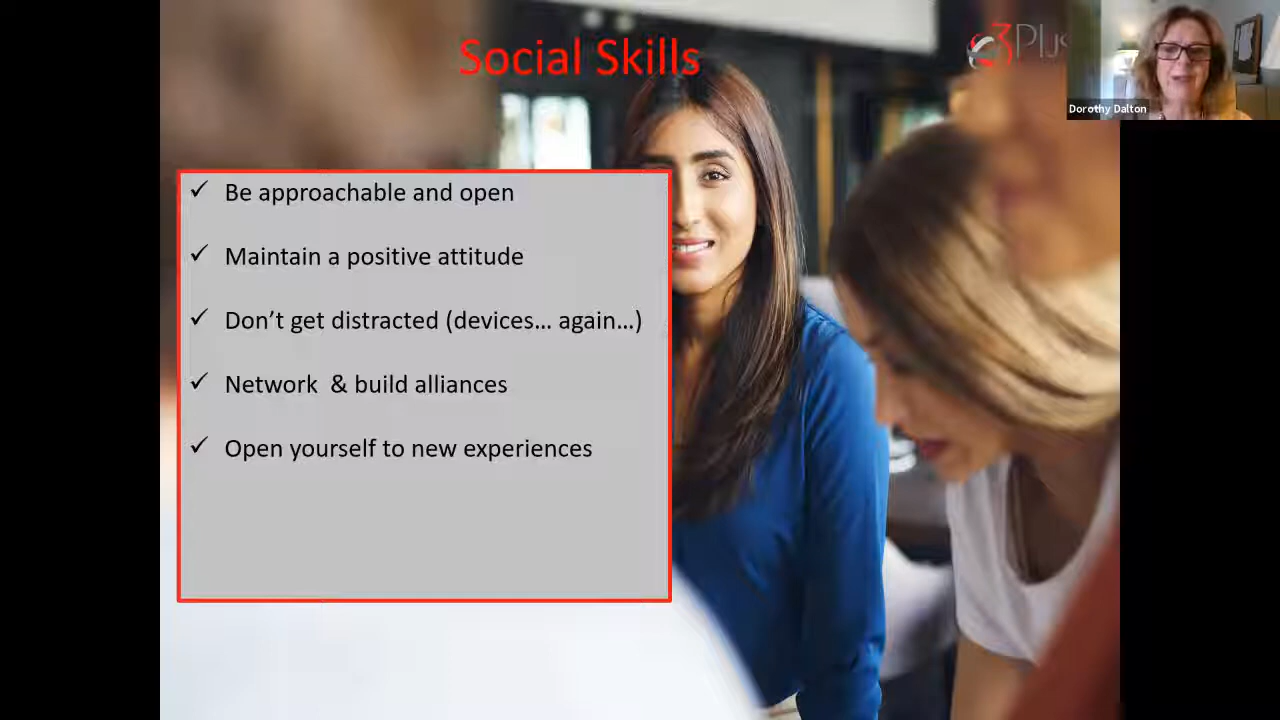 Social Skills
3Plus
Dorothy Dalton
✓ Be approachable and open
✓ Maintain a positive attitude
✓ Don’t get distracted (devices… again…)
✓ Network  & build alliances
✓ Open yourself to new experiences